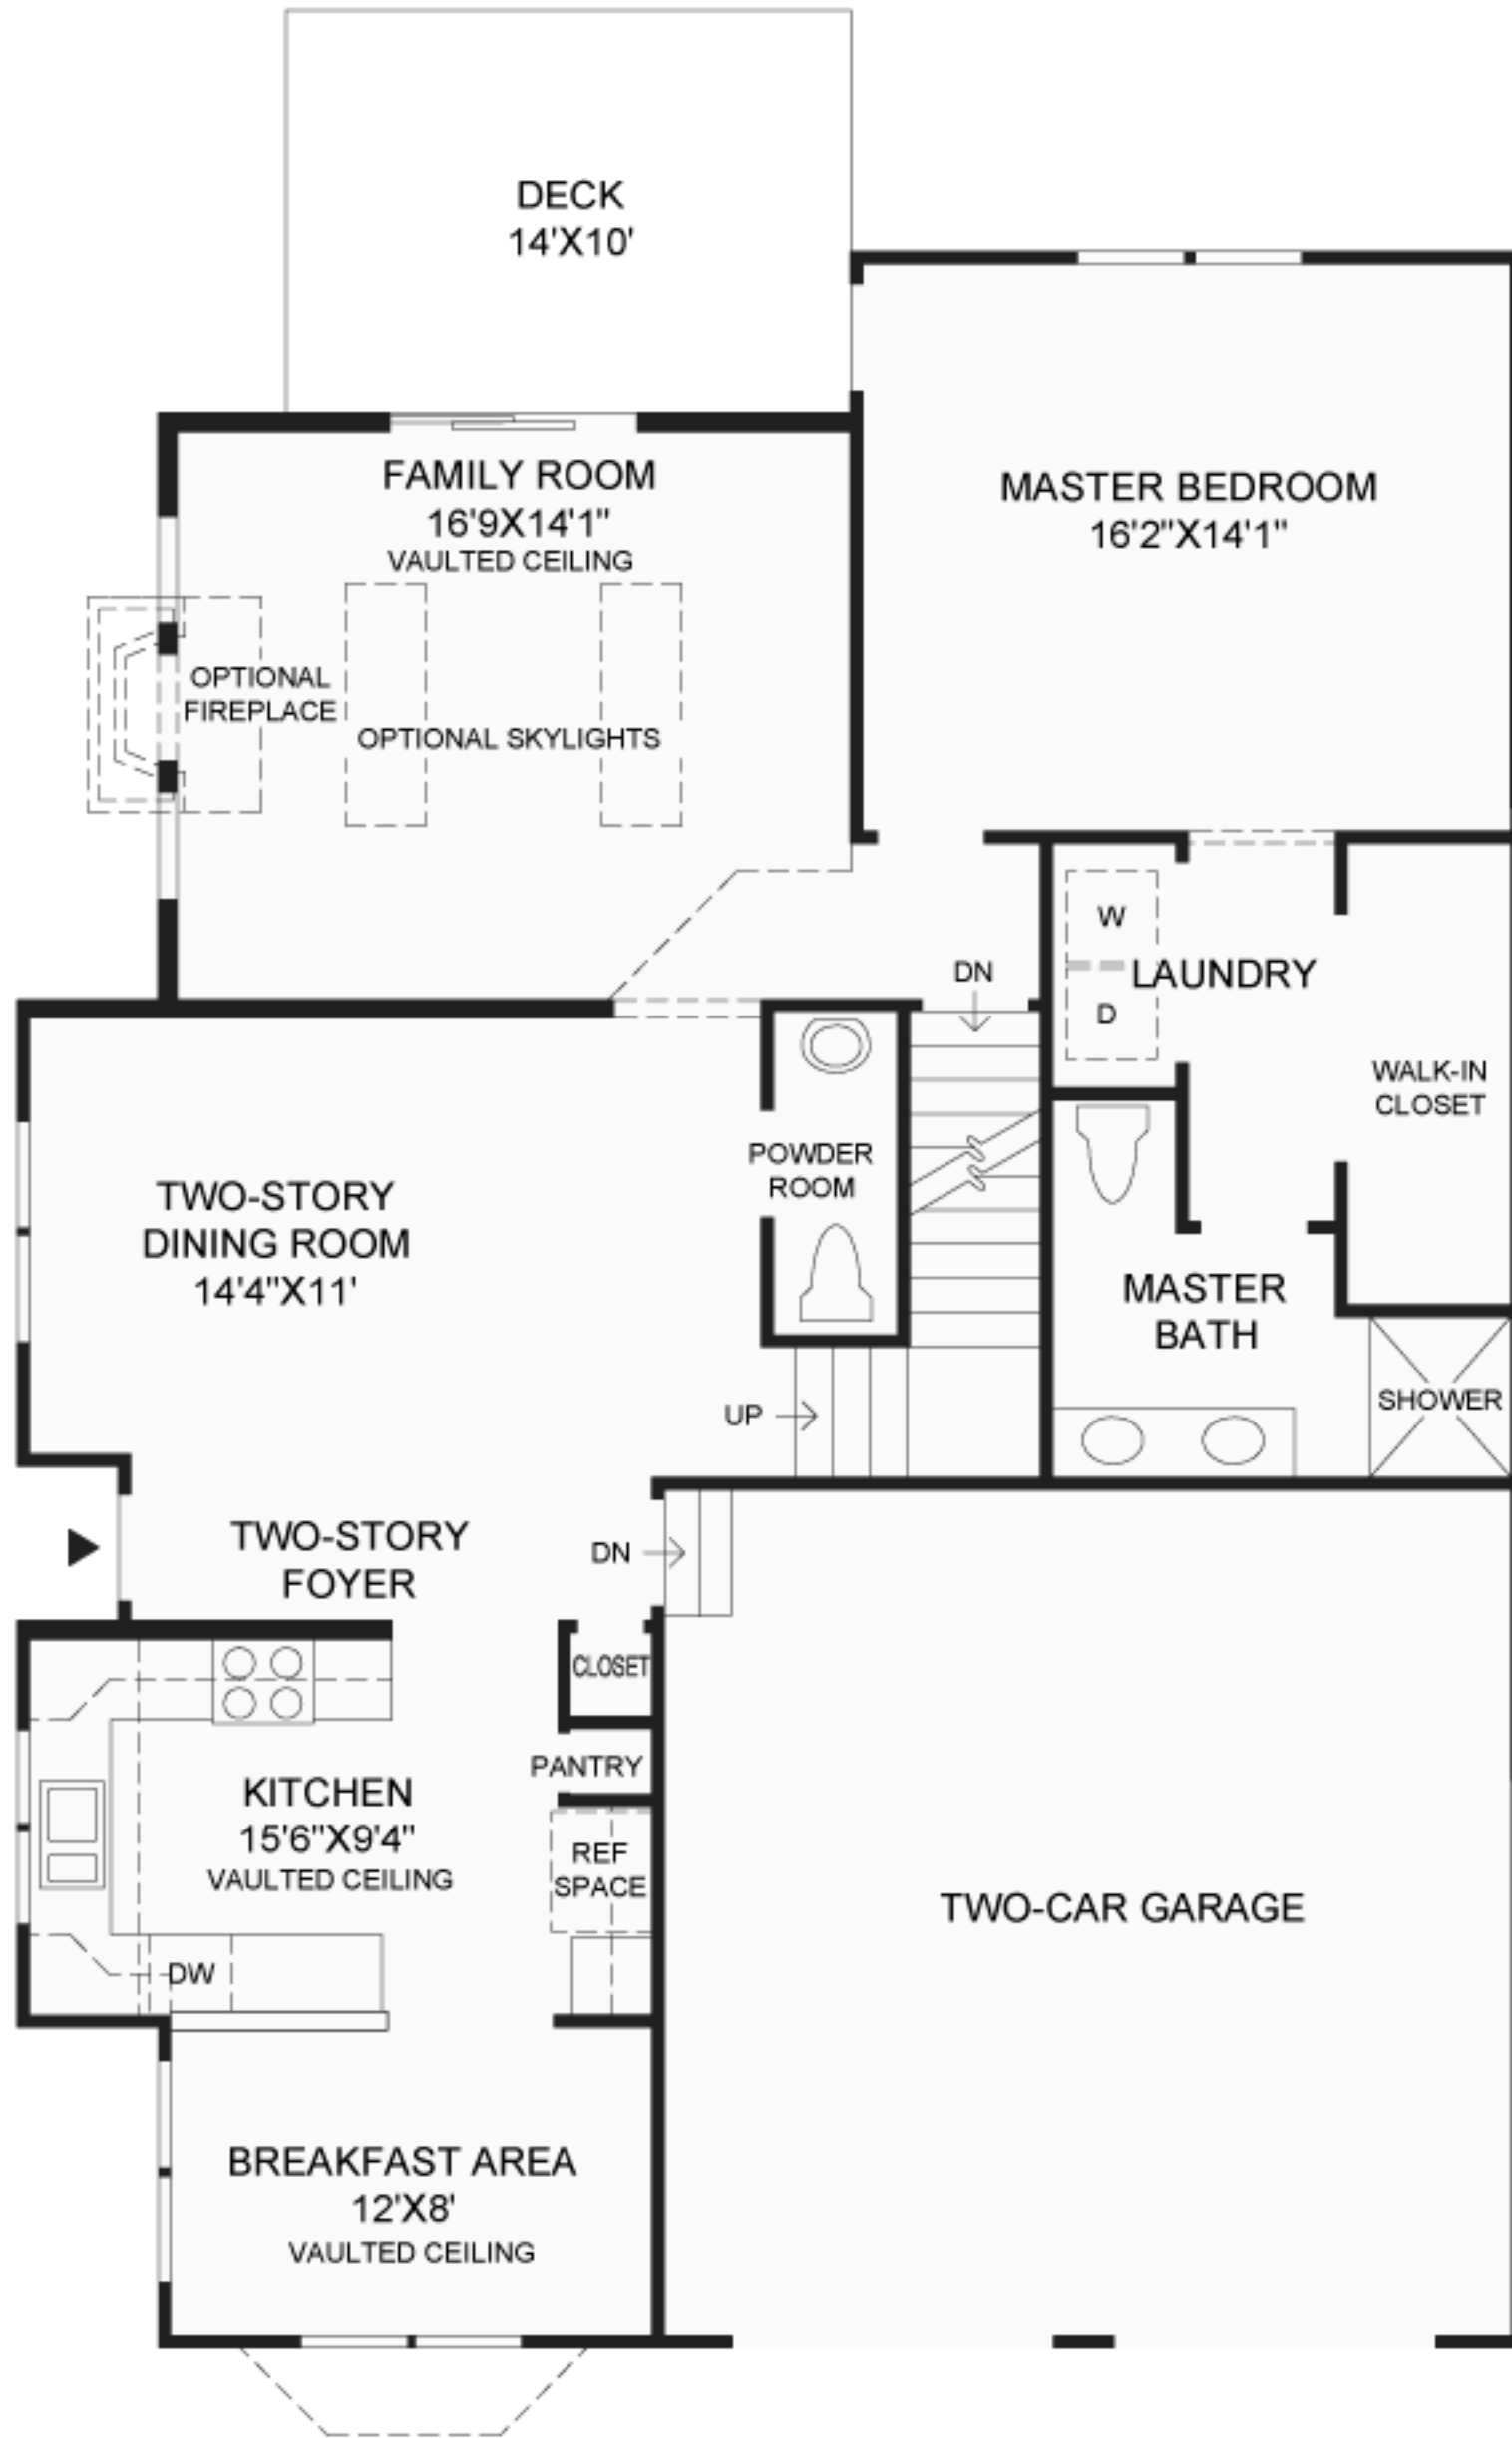 DECK
14'X10'
FAMILY ROOM
16'9X14'1"
VAULTED CEILING
MASTER BEDROOM
16'2"X14'1"
OPTIONAL
FIREPLACE
OPTIONAL SKYLIGHTS
W
D
LAUNDRY
DN
WALK-IN
CLOSET
POWDER
ROOM
TWO-STORY
DINING ROOM
14'4"X11'
MASTER
BATH
SHOWER
UP
TWO-STORY
FOYER
DN
CLOSET
PANTRY
KITCHEN
15'6"X9'4"
VAULTED CEILING
REF
SPACE
DW
TWO-CAR GARAGE
BREAKFAST AREA
12'X8'
VAULTED CEILING